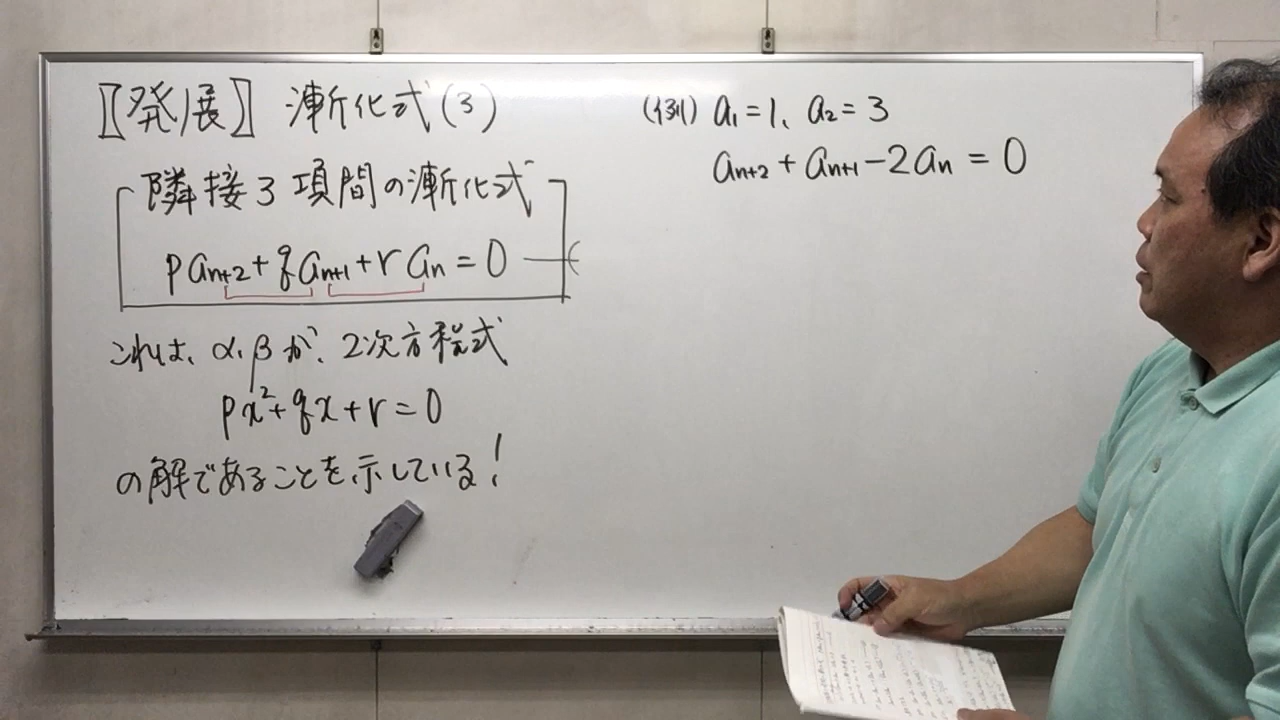 〚発展〛漸化式(3)
隣接3項間の漸化式
pan+2+qan+1+ran=0
これは、α,βが、2次方程式
px²+qx+r=0
の解であることを示している!
(例) a1=1、a2=3
an+2+an+1-2an=0